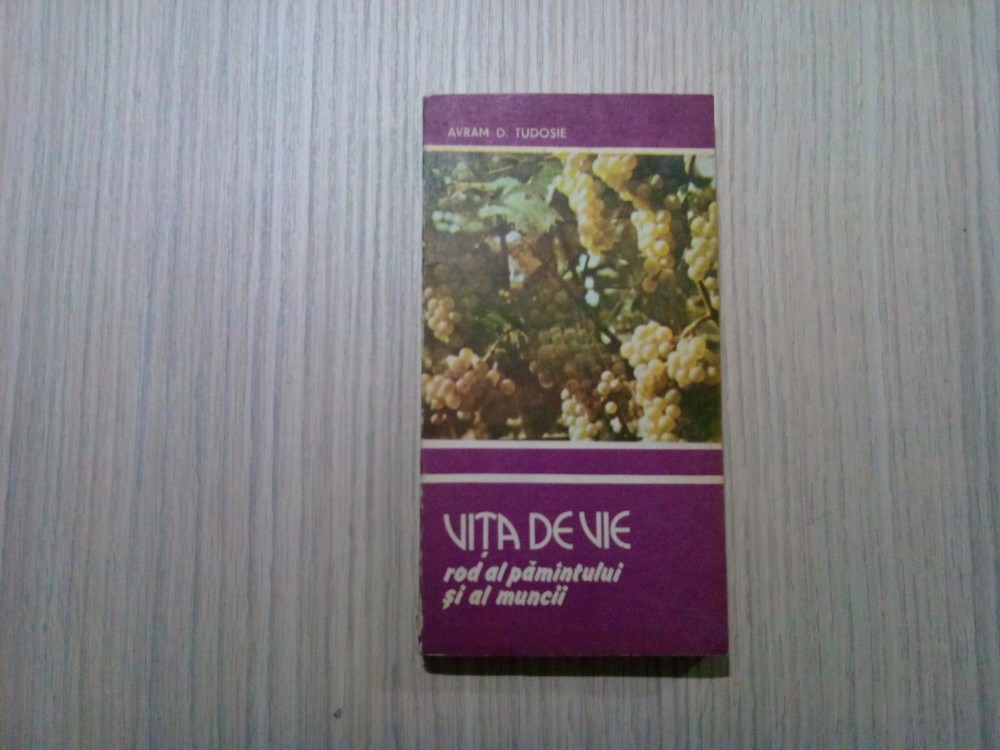 AVRAM D. TUDOSIE
VIȚA DE VIE
rod al pămîntului
și al muncii